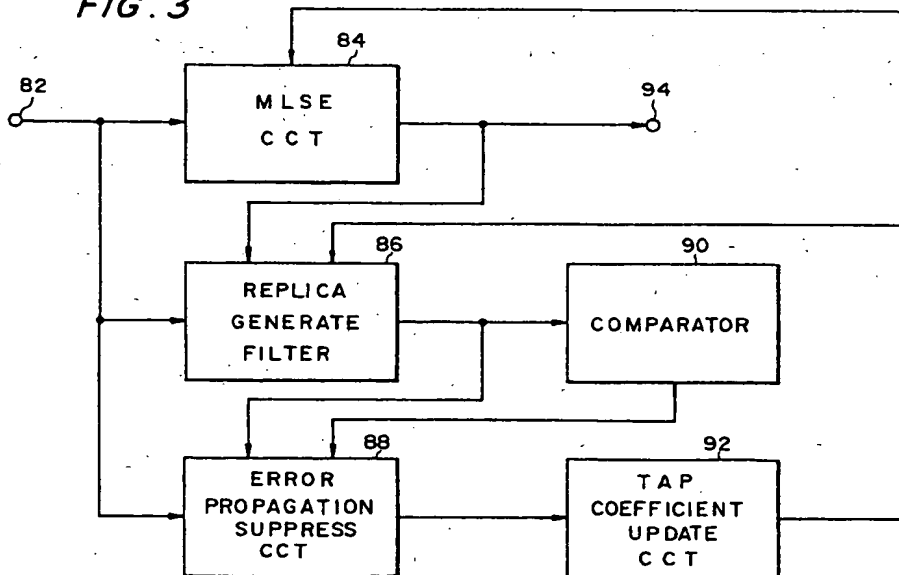 FIG. 3
82
84
MLSE
CCT
94
86
REPLICA
GENERATE
FILTER
90
COMPARATOR
88
ERROR
PROPAGATION
SUPPRESS
CCT
92
TAP
COEFFICIENT
UPDATE
CCT